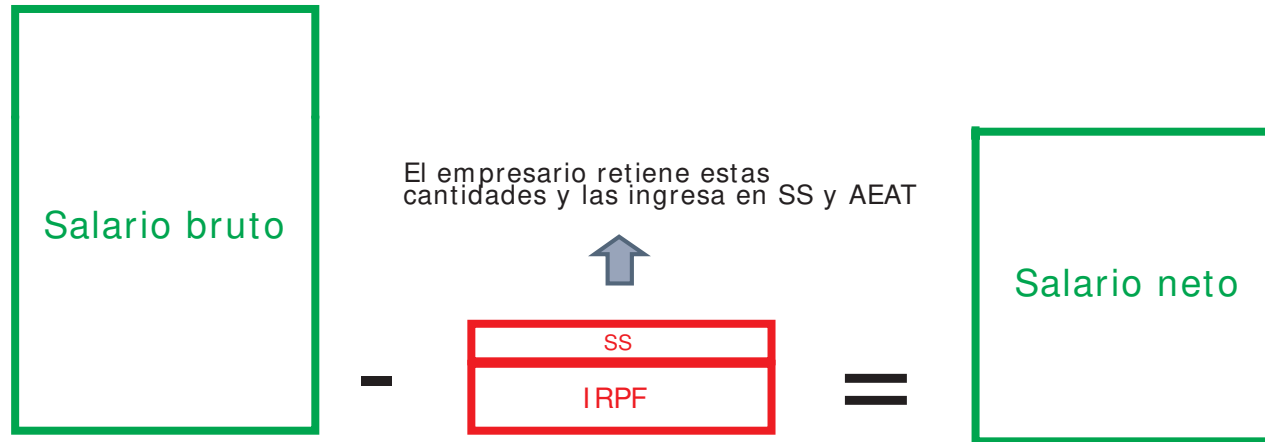 El empresario retiene estas
cantidades y las ingresa en SS y AEAT
Salario bruto
-
SS
IRPF
=
Salario neto